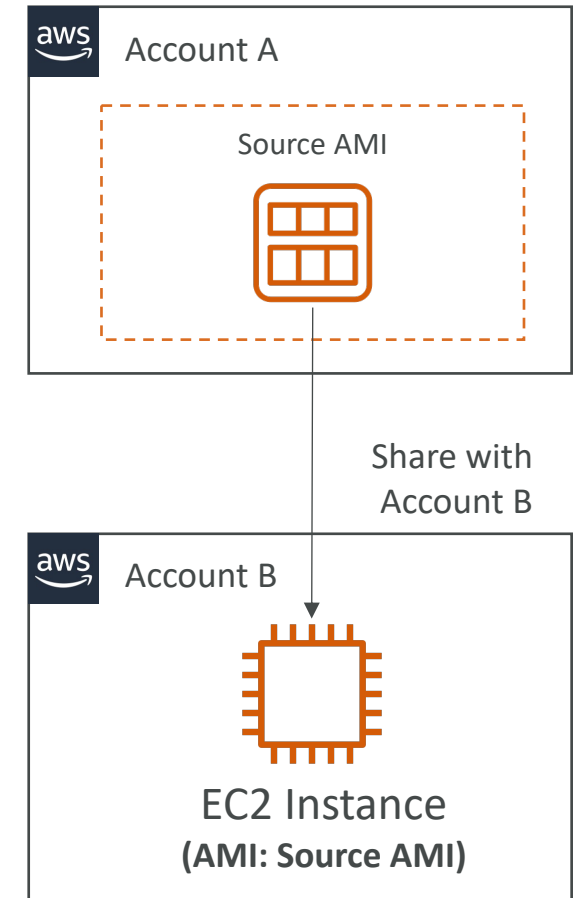 aws
Account A
Source AMI
Share with
Account B
aws
Account B
EC2 Instance
(AMI: Source AMI)